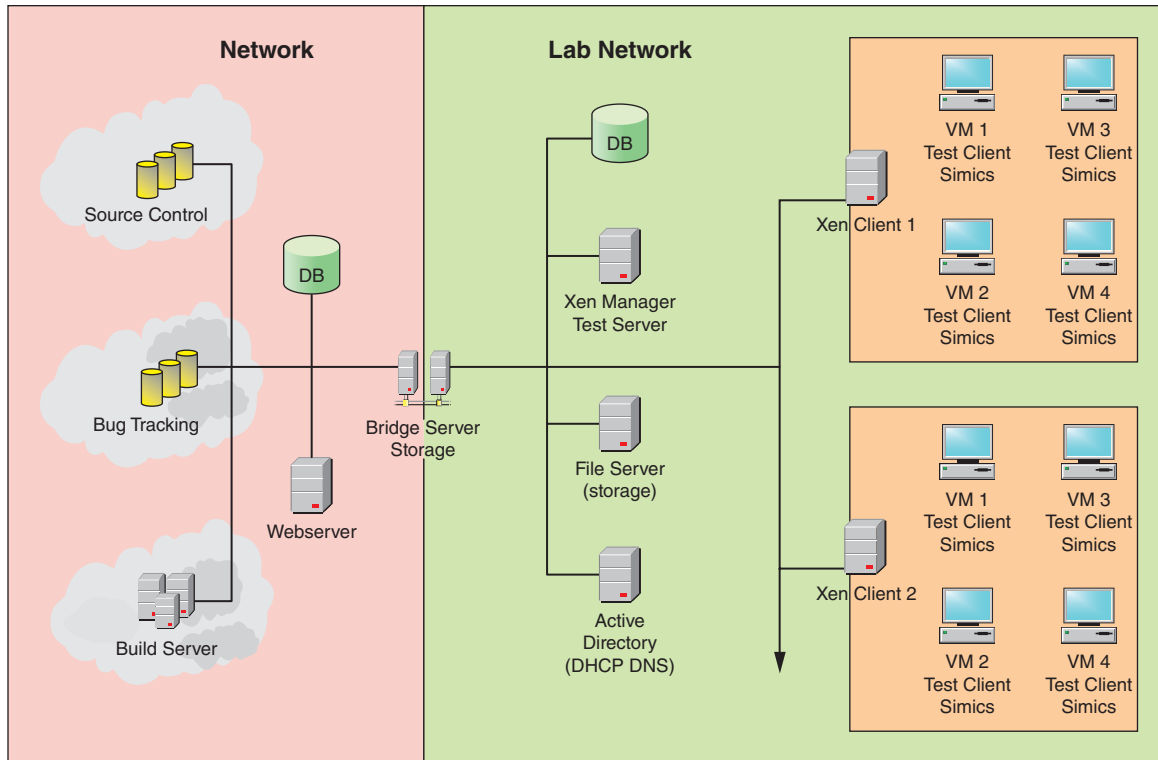 Network
Source Control
DB
Bug Tracking
Webserver
Build Server
Bridge Server
Storage
Lab Network
DB
Xen Manager
Test Server
File Server
(storage)
Active
Directory
(DHCP DNS)
Xen Client 1
VM 1
Test Client
Simics
VM 3
Test Client
Simics
VM 2
Test Client
Simics
VM 4
Test Client
Simics
Xen Client 2
VM 1
Test Client
Simics
VM 3
Test Client
Simics
VM 2
Test Client
Simics
VM 4
Test Client
Simics